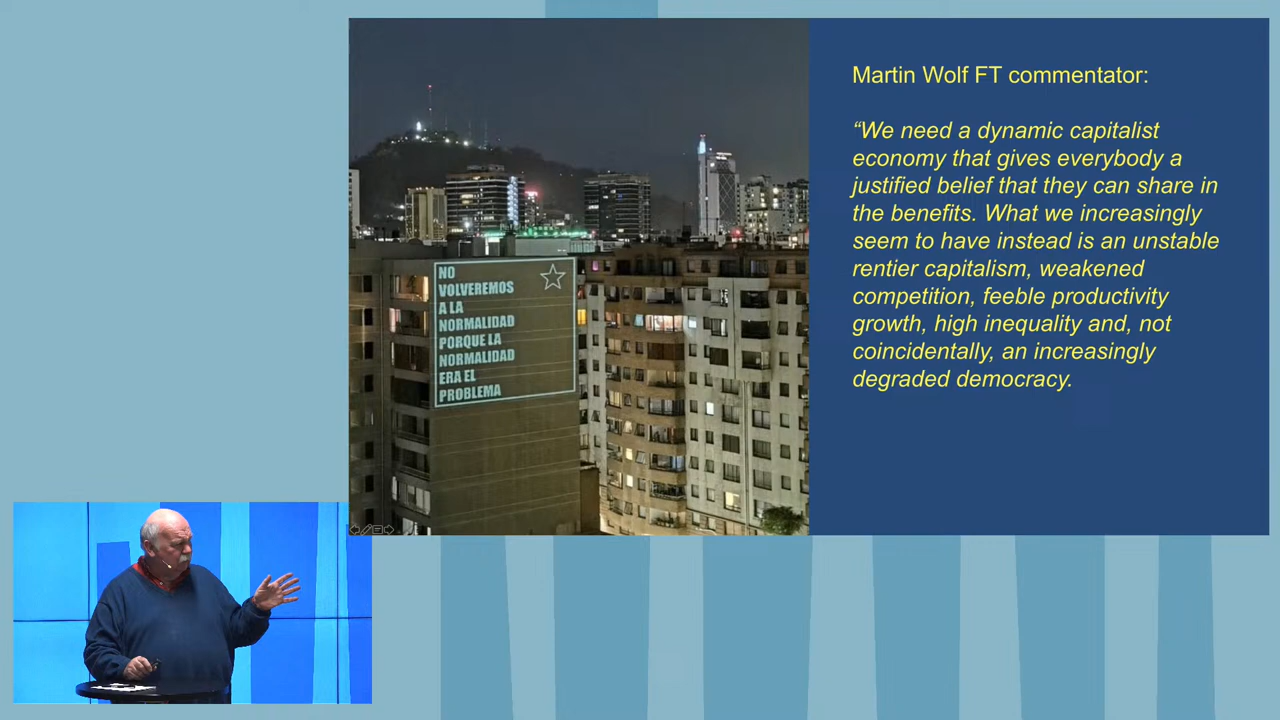 NO
VOLVEREMOS
A LA
NORMALIDAD
PORQUE LA
NORMALIDAD
ERA EL
PROBLEMA
Martin Wolf FT commentator:
“We need a dynamic capitalist
economy that gives everybody a
justified belief that they can share in
the benefits. What we increasingly
seem to have instead is an unstable
rentier capitalism, weakened
competition, feeble productivity
growth, high inequality and, not
coincidentally, an increasingly
degraded democracy.